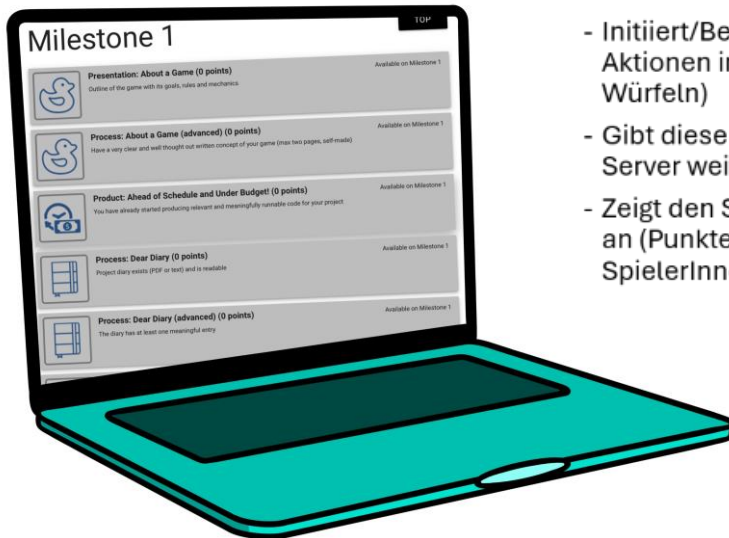 TOP
Milestone 1
Presentation: About a Game (0 points)
Available on Milestone 1
Outline of the game with its goals, rules and mechanics
Process: About a Game (advanced) (0 points)
Available on Milestone 1
Have a very clear and well thought out written concept of your game (max two pages, self-made)
Product: Ahead of Schedule and Under Budget! (0 points)
Available on Milestone 1
You have already started producing relevant and meaningfully runnable code for your project
Process: Dear Diary (0 points)
Available on Milestone 1
Project diary exists (PDF or text) and is readable
Process: Dear Diary (advanced) (0 points)
Available on Milestone 1
The diary has at least one meaningful entry
- Initiiert/Be
Aktionen i
Würfeln)
- Gibt diese
Server wei
- Zeigt den S
an (Punkte
SpielerInn